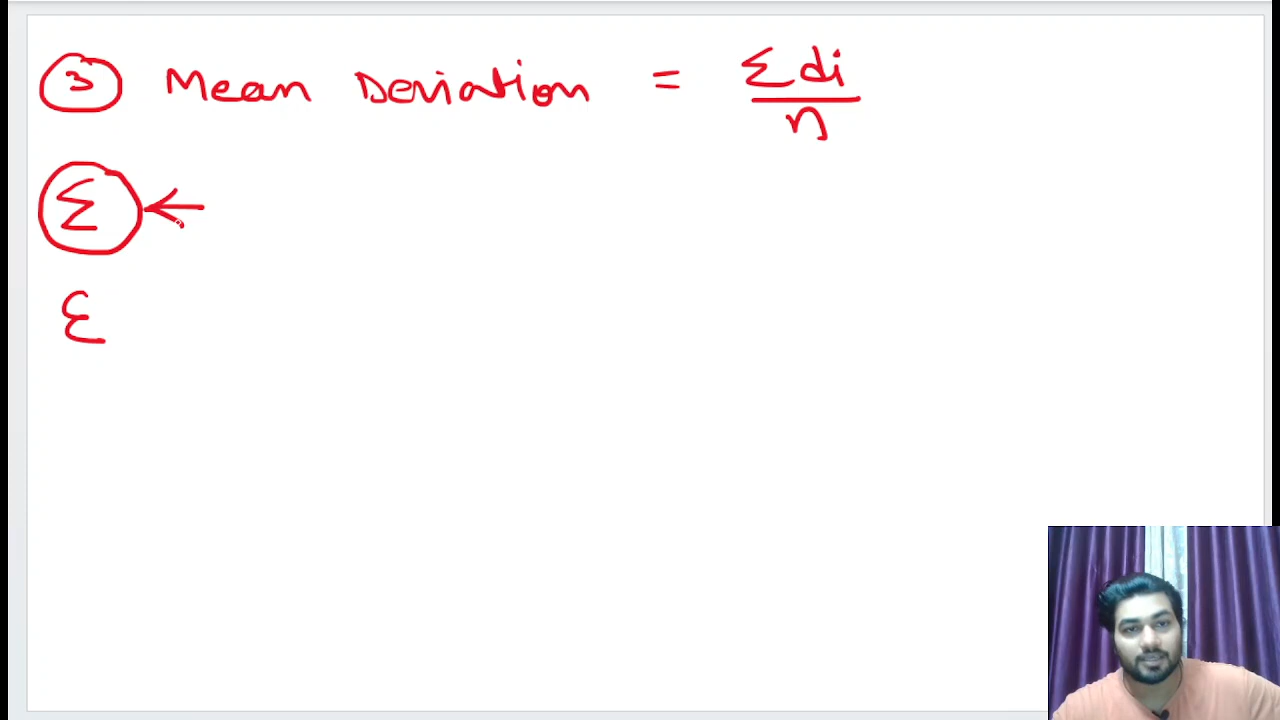 3 Mean Deviation = Σdi / n
Σ ←
Ɛ